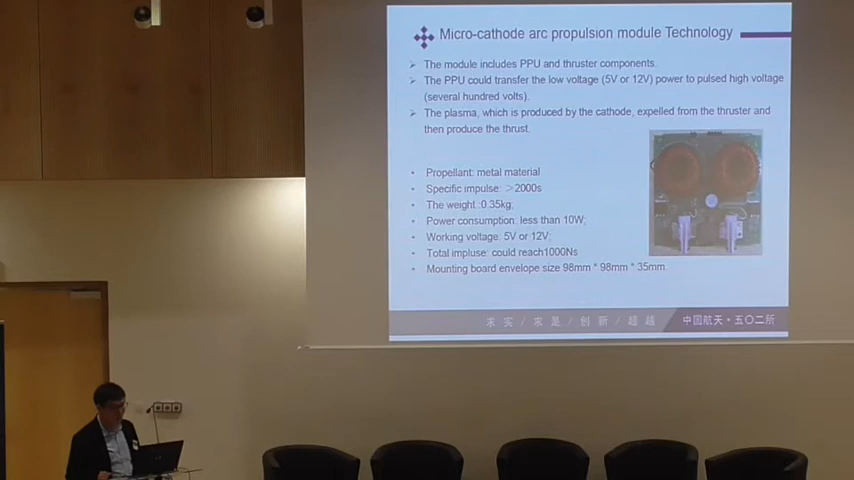 Micro-cathode arc propulsion module Technology
➢ The module includes PPU and thruster components.
➢ The PPU could transfer the low voltage (5V or 12V) power to pulsed high voltage
(several hundred volts).
➢ The plasma, which is produced by the cathode, expelled from the thruster and
then produce the thrust.
• Propellant: metal material
• Specific impulse: ＞2000s
• The weight :0.35kg;
• Power consumption: less than 10W;
• Working voltage: 5V or 12V;
• Total impluse: could reach1000Ns
• Mounting board envelope size 98mm * 98mm * 35mm
求 实 / 求 是 / 创 新 / 超 越
中国航天•五〇二所